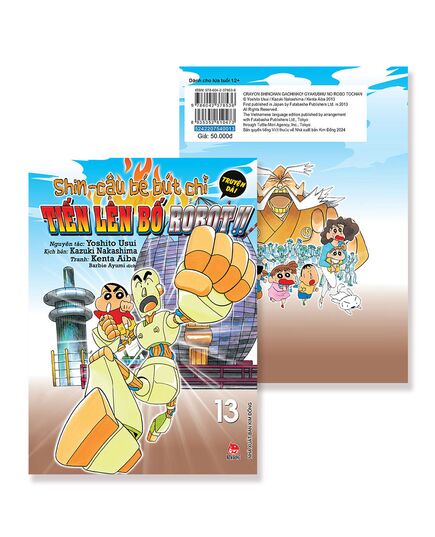 Dành cho lứa tuổi 12+
CRAYON SHINCHAN GACHINKO! GYAKUSHU NO ROBO TOCHAN
© Yoshito Usui / Kazuki Nakashima / Kenta Aiba 2013
First published in Japan by Futabasha Publishers Ltd. in 2013
All Rights Reserved.
The Vietnamese language edition published by arrangement
with Futabasha Publishers Ltd., Tokyo
through Tuttle-Mori Agency, Inc., Tokyo
Bản quyền tiếng Việt thuộc về Nhà xuất bản Kim Đồng 2024
Giá: 50.000đ
Shin-cậu bé bút chì
TRUYỆN DÀI
TIẾN LÊN BỐ ROBOT!!
Nguyên tác: Yoshito Usui
Kịch bản: Kazuki Nakashima
Tranh: Kenta Aiba
Barbie Ayumi dịch
13
NHÀ XUẤT BẢN KIM ĐỒNG